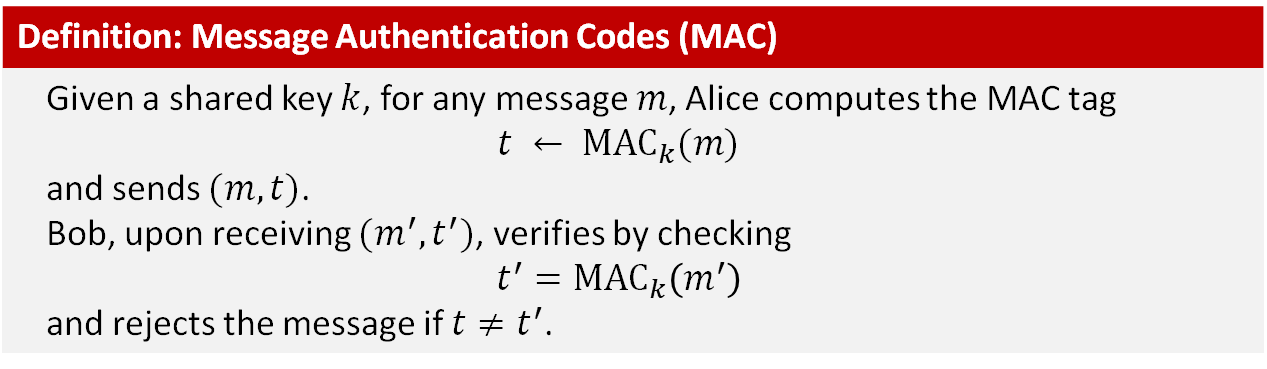 Definition: Message Authentication Codes (MAC)
Given a shared key k, for any message m, Alice computes the MAC tag
t ← MACₖ(m)
and sends (m, t).
Bob, upon receiving (m′, t′), verifies by checking
t′ = MACₖ(m′)
and rejects the message if t ≠ t′.